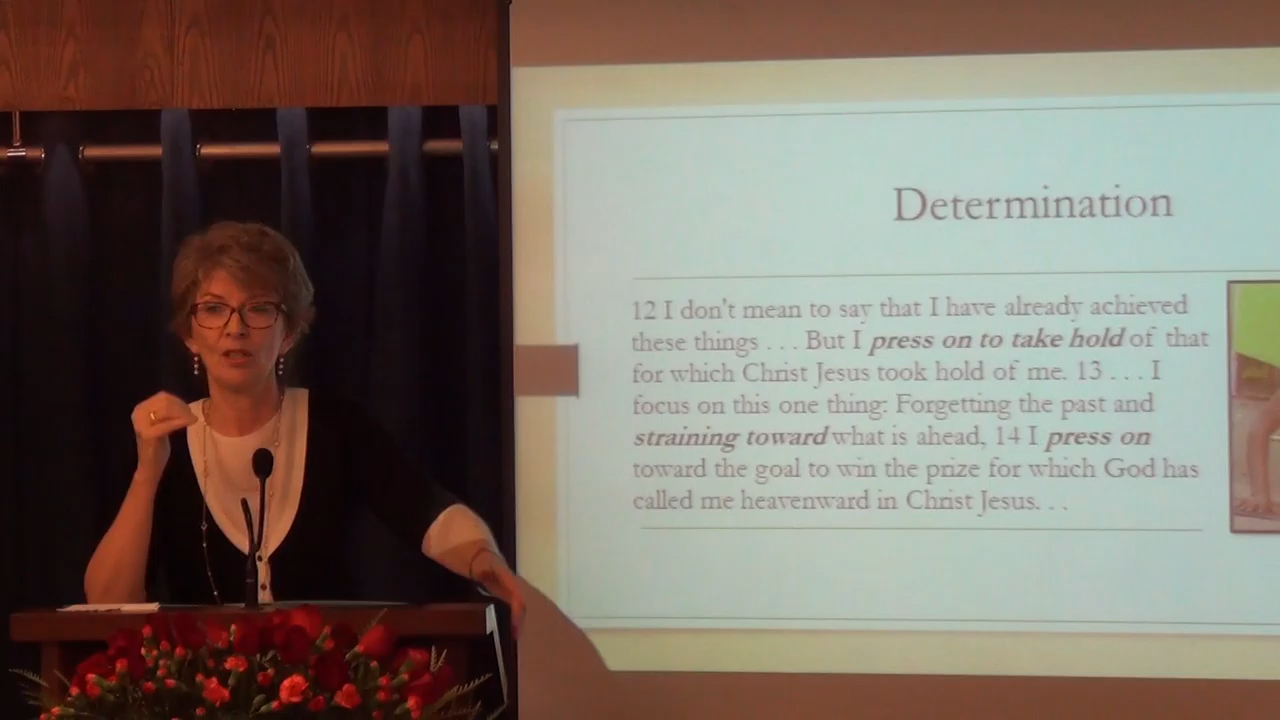 Determination
12 I don't mean to say that I have already achieved
these things . . . But I press on to take hold of that
for which Christ Jesus took hold of me. 13 . . . I
focus on this one thing: Forgetting the past and
straining toward what is ahead, 14 I press on
toward the goal to win the prize for which God has
called me heavenward in Christ Jesus. . .